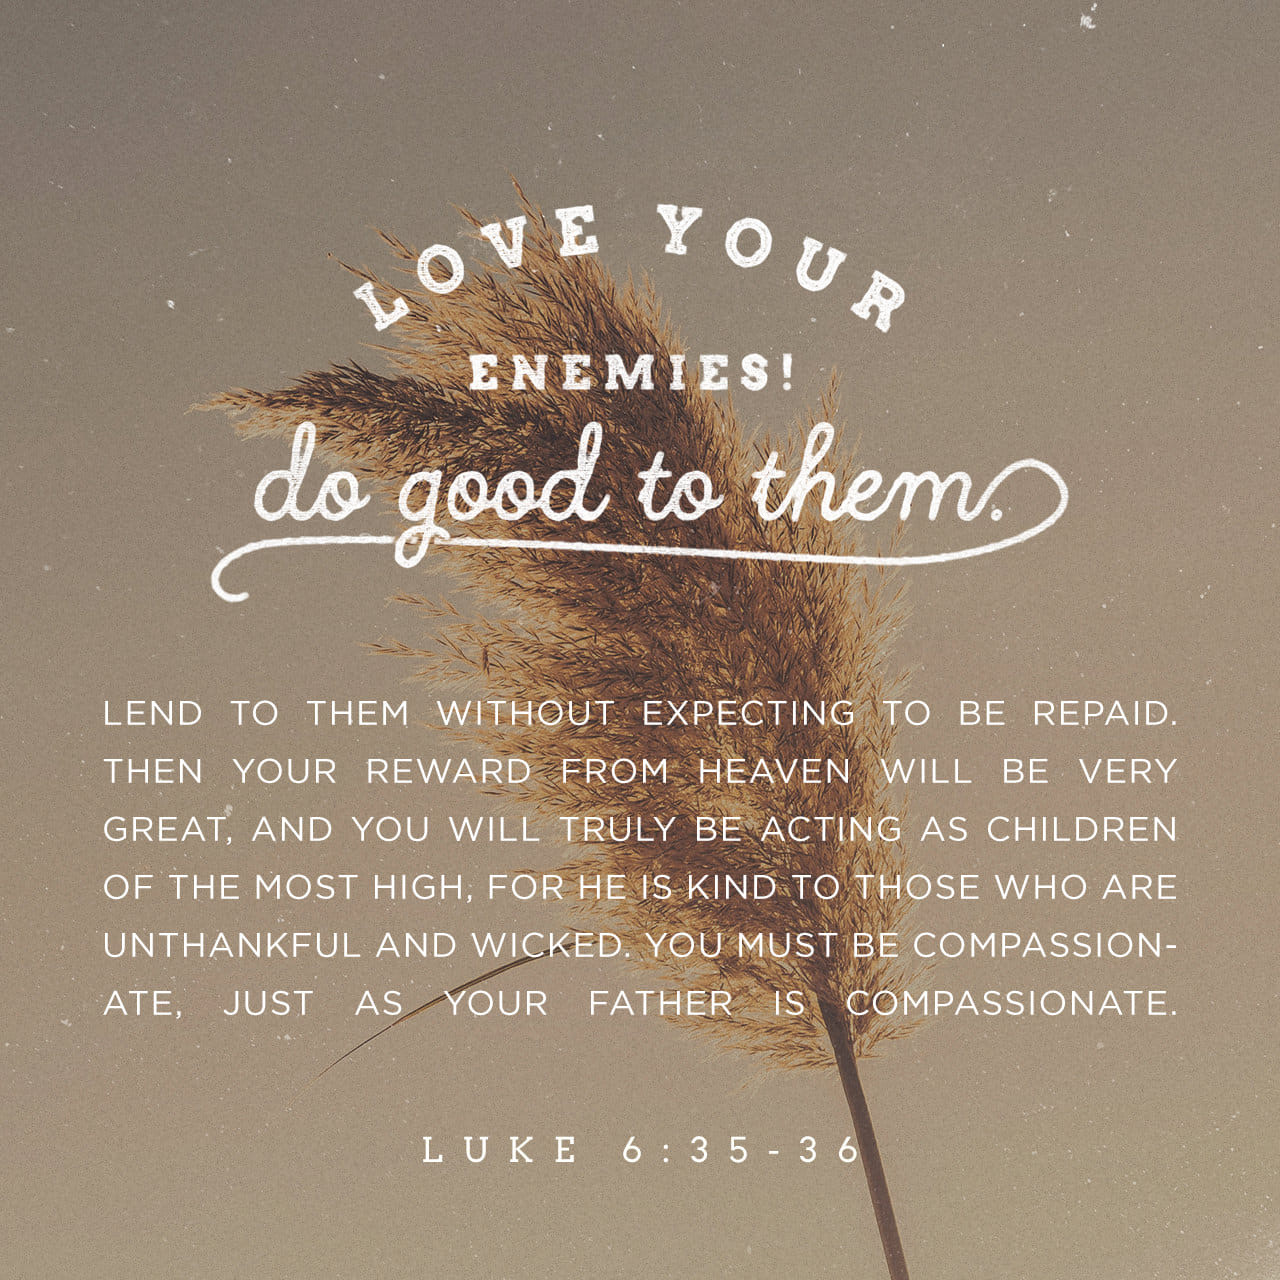 LOVE YOUR
ENEMIES!
do good to them.
LEND TO THEM WITHOUT EXPECTING TO BE REPAID.
THEN YOUR REWARD FROM HEAVEN WILL BE VERY
GREAT, AND YOU WILL TRULY BE ACTING AS CHILDREN
OF THE MOST HIGH, FOR HE IS KIND TO THOSE WHO ARE
UNTHANKFUL AND WICKED. YOU MUST BE COMPASSION-
ATE, JUST AS YOUR FATHER IS COMPASSIONATE.
LUKE 6:35-36